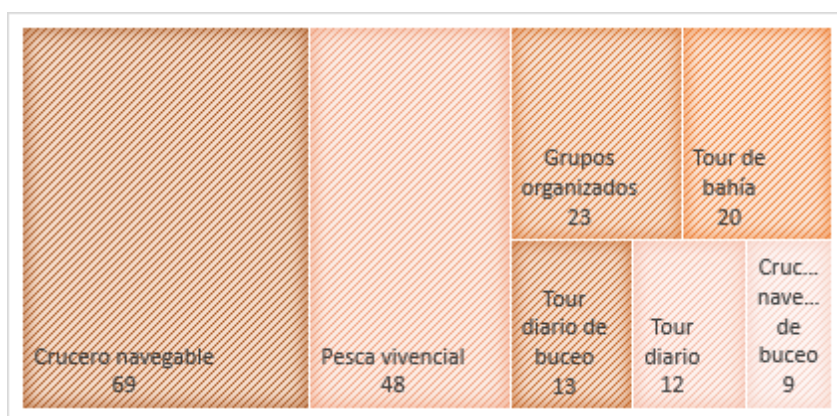 Crucero navegable
69
Pesca vivencial
48
Grupos
organizados
23
Tour de
bahía
20
Tour
diario de
buceo
13
Tour
diario
12
Cruc...
nave...
de
buceo
9